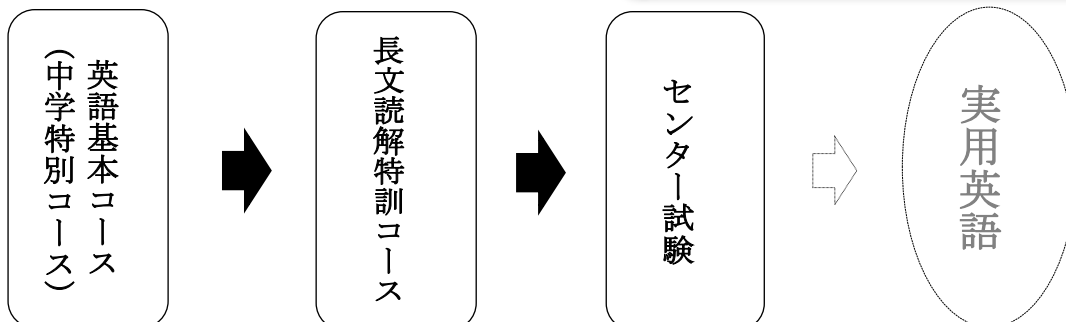 英語基本コース
（中学特別コース）
長文読解特訓コース
センター試験
実用英語